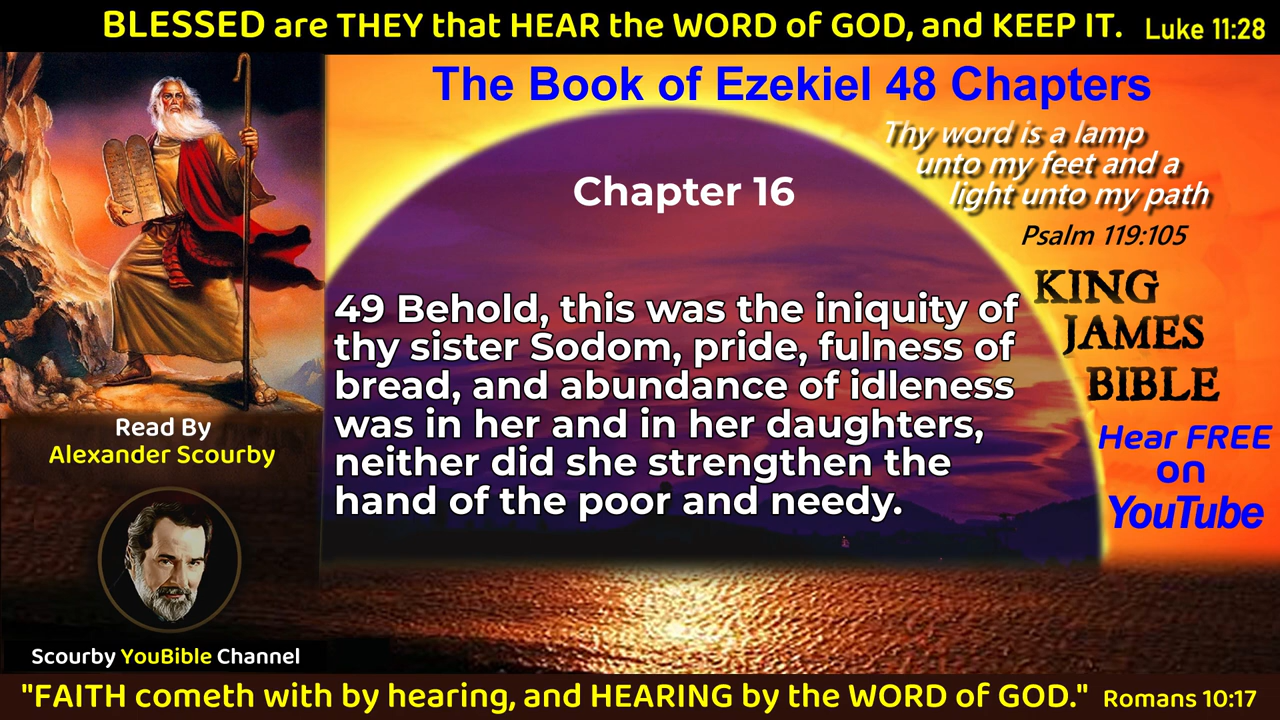 BLESSED are THEY that HEAR the WORD of GOD, and KEEP IT. Luke 11:28
The Book of Ezekiel 48 Chapters
Thy word is a lamp
unto my feet and a
light unto my path
Psalm 119:105
Chapter 16
KING
JAMES
BIBLE
49 Behold, this was the iniquity of
thy sister Sodom, pride, fulness of
bread, and abundance of idleness
was in her and in her daughters,
neither did she strengthen the
hand of the poor and needy.
Hear FREE
on
YouTube
Read By
Alexander Scourby
Scourby YouBible Channel
"FAITH cometh with by hearing, and HEARING by the WORD of GOD." Romans 10:17